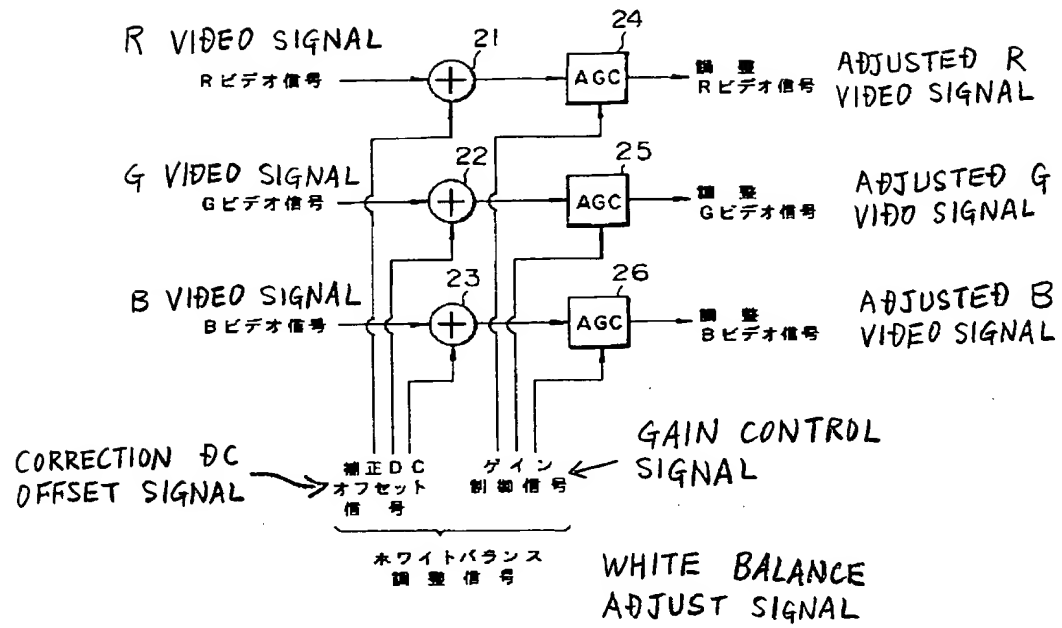 R VIDEO SIGNAL
Rビデオ信号
21
+
24
AGC
調整
Rビデオ信号
ADJUSTED R
VIDEO SIGNAL
G VIDEO SIGNAL
Gビデオ信号
22
+
25
AGC
調整
Gビデオ信号
ADJUSTED G
VIDO SIGNAL
B VIDEO SIGNAL
Bビデオ信号
23
+
26
AGC
調整
Bビデオ信号
ADJUSTED B
VIDEO SIGNAL
CORRECTION DC
OFFSET SIGNAL
補正DC
オフセット
信号
ゲイン
制御信号
GAIN CONTROL
SIGNAL
ホワイトバランス
調整信号
WHITE BALANCE
ADJUST SIGNAL